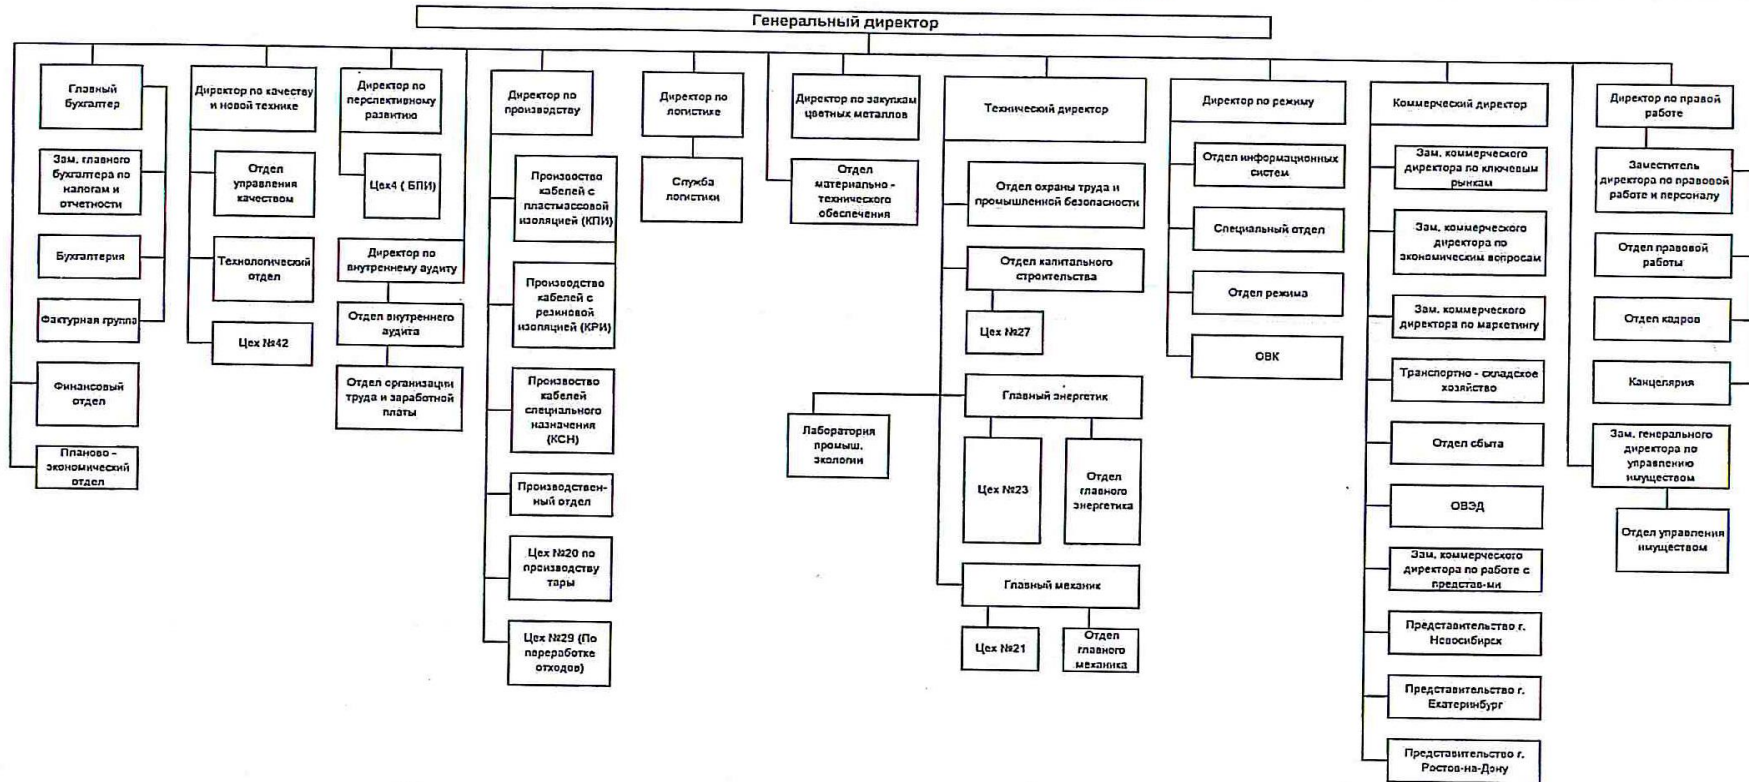 Генеральный директор
Главный
бухгалтер
Зам. главного
бухгалтера по
налогам и
отчетности
Бухгалтерия
Фактурная группа
Финансовый
отдел
Планово -
экономический
отдел
Директор по качеству
и новой технике
Отдел
управления
качеством
Технологический
отдел
Цех №42
Директор по
перспективному
развитию
Цех4 ( БПИ)
Директор по
внутреннему аудиту
Отдел внутреннего
аудита
Отдел организации
труда и заработной
платы
Директор по
производству
Произвоство
кабелей с
пластмассовой
изоляцией (КПИ)
Производство
кабелей с
резиновой
изоляцией (КРИ)
Произвоство
кабелей
специального
назначения
(КСН)
Производствен-
ный отдел
Цех №20 по
производству
тары
Цех №29 (По
переработке
отходов)
Директор по
логистике
Служба
логистики
Директор по закупкам
цветных металлов
Отдел
материально -
технического
обеспечения
Технический директор
Отдел охраны труда и
промышленной безопасности
Отдел капитального
строительства
Цех №27
Главный энергетик
Лаборатория
промыш.
экологии
Цех №23
Отдел
главного
энергетика
Главный механик
Цех №21
Отдел
главного
механика
Директор по режиму
Отдел информационных
систем
Специальный отдел
Отдел режима
ОВК
Коммерческий директор
Зам. коммерческого
директора по ключевым
рынкам
Зам. коммерческого
директора по
экономическим вопросам
Зам. коммерческого
директора по маркетингу
Транспортно - складское
хозяйство
Отдел сбыта
ОВЭД
Зам. коммерческого
директора по работе с
представ-ми
Представительство г.
Новосибирск
Представительство г.
Екатеринбург
Представительство г.
Ростов-на-Дону
Директор по правой
работе
Заместитель
директора по правовой
работе и персоналу
Отдел правовой
работы
Отдел кадров
Канцелярия
Зам. генерального
директора по
управлению
имуществом
Отдел управления
имуществом